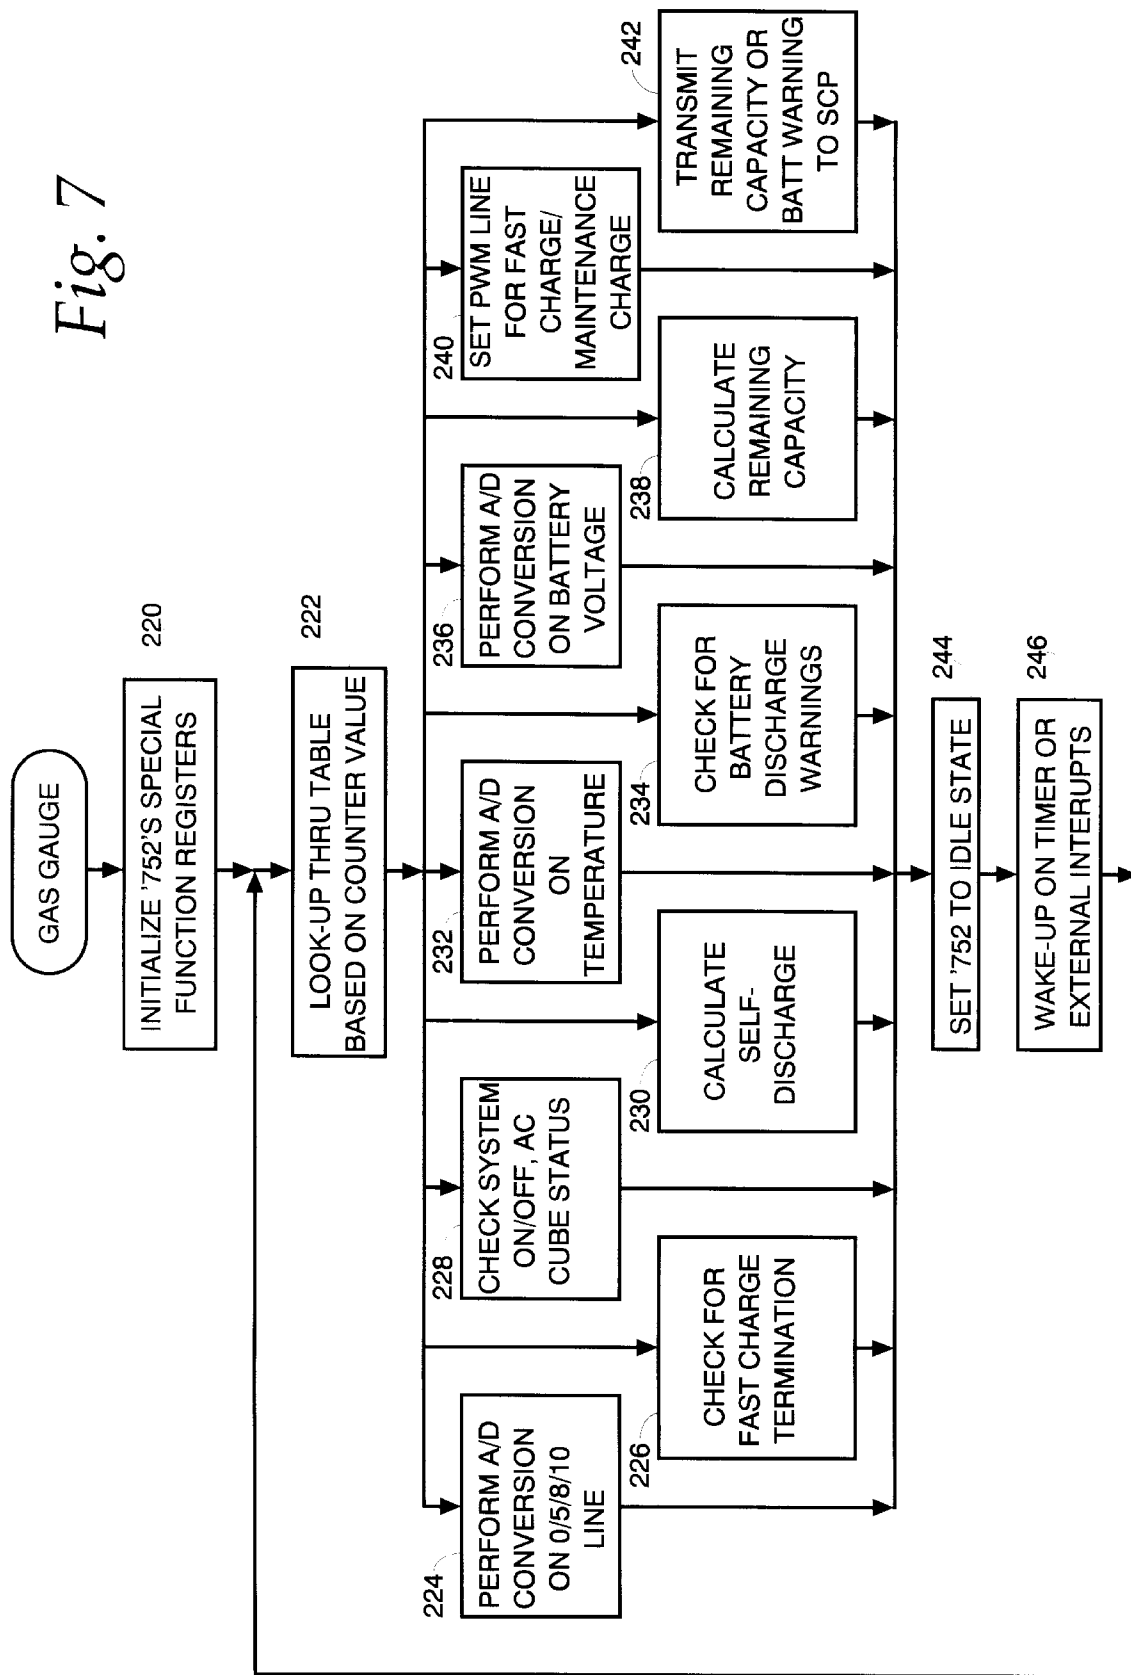 Fig. 7
GAS GAUGE
220
INITIALIZE '752'S SPECIAL
FUNCTION REGISTERS
222
LOOK-UP THRU TABLE
BASED ON COUNTER VALUE
224
PERFORM A/D
CONVERSION
ON 0/5/8/10
LINE
226
CHECK FOR
FAST CHARGE
TERMINATION
228
CHECK SYSTEM
ON/OFF, AC
CUBE STATUS
230
CALCULATE
SELF-
DISCHARGE
232
PERFORM A/D
CONVERSION
ON
TEMPERATURE
234
CHECK FOR
BATTERY
DISCHARGE
WARNINGS
236
PERFORM A/D
CONVERSION
ON BATTERY
VOLTAGE
238
CALCULATE
REMAINING
CAPACITY
240
SET PWM LINE
FOR FAST
CHARGE/
MAINTENANCE
CHARGE
242
TRANSMIT
REMAINING
CAPACITY OR
BATT WARNING
TO SCP
244
SET '752 TO IDLE STATE
246
WAKE-UP ON TIMER OR
EXTERNAL INTERUPTS